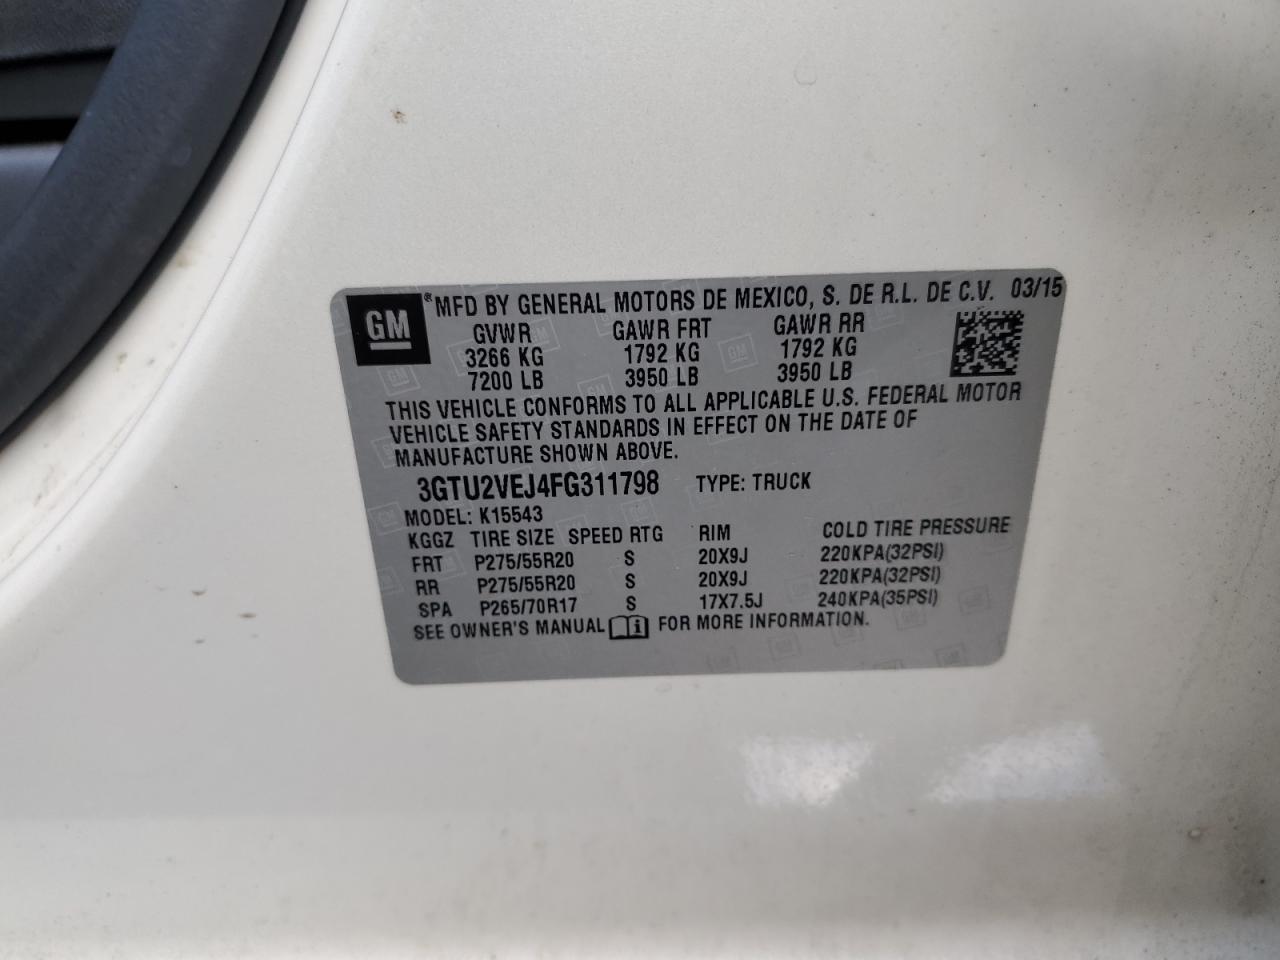 GM ® MFD BY GENERAL MOTORS DE MEXICO, S. DE R.L. DE C.V. 03/15
GVWR GAWR FRT GAWR RR
3266 KG 1792 KG 1792 KG
7200 LB 3950 LB 3950 LB
THIS VEHICLE CONFORMS TO ALL APPLICABLE U.S. FEDERAL MOTOR
VEHICLE SAFETY STANDARDS IN EFFECT ON THE DATE OF
MANUFACTURE SHOWN ABOVE.
3GTU2VEJ4FG311798 TYPE: TRUCK
MODEL: K15543
KGGZ TIRE SIZE SPEED RTG RIM COLD TIRE PRESSURE
FRT P275/55R20 S 20X9J 220KPA(32PSI)
RR P275/55R20 S 20X9J 220KPA(32PSI)
SPA P265/70R17 S 17X7.5J 240KPA(35PSI)
SEE OWNER'S MANUAL i FOR MORE INFORMATION.